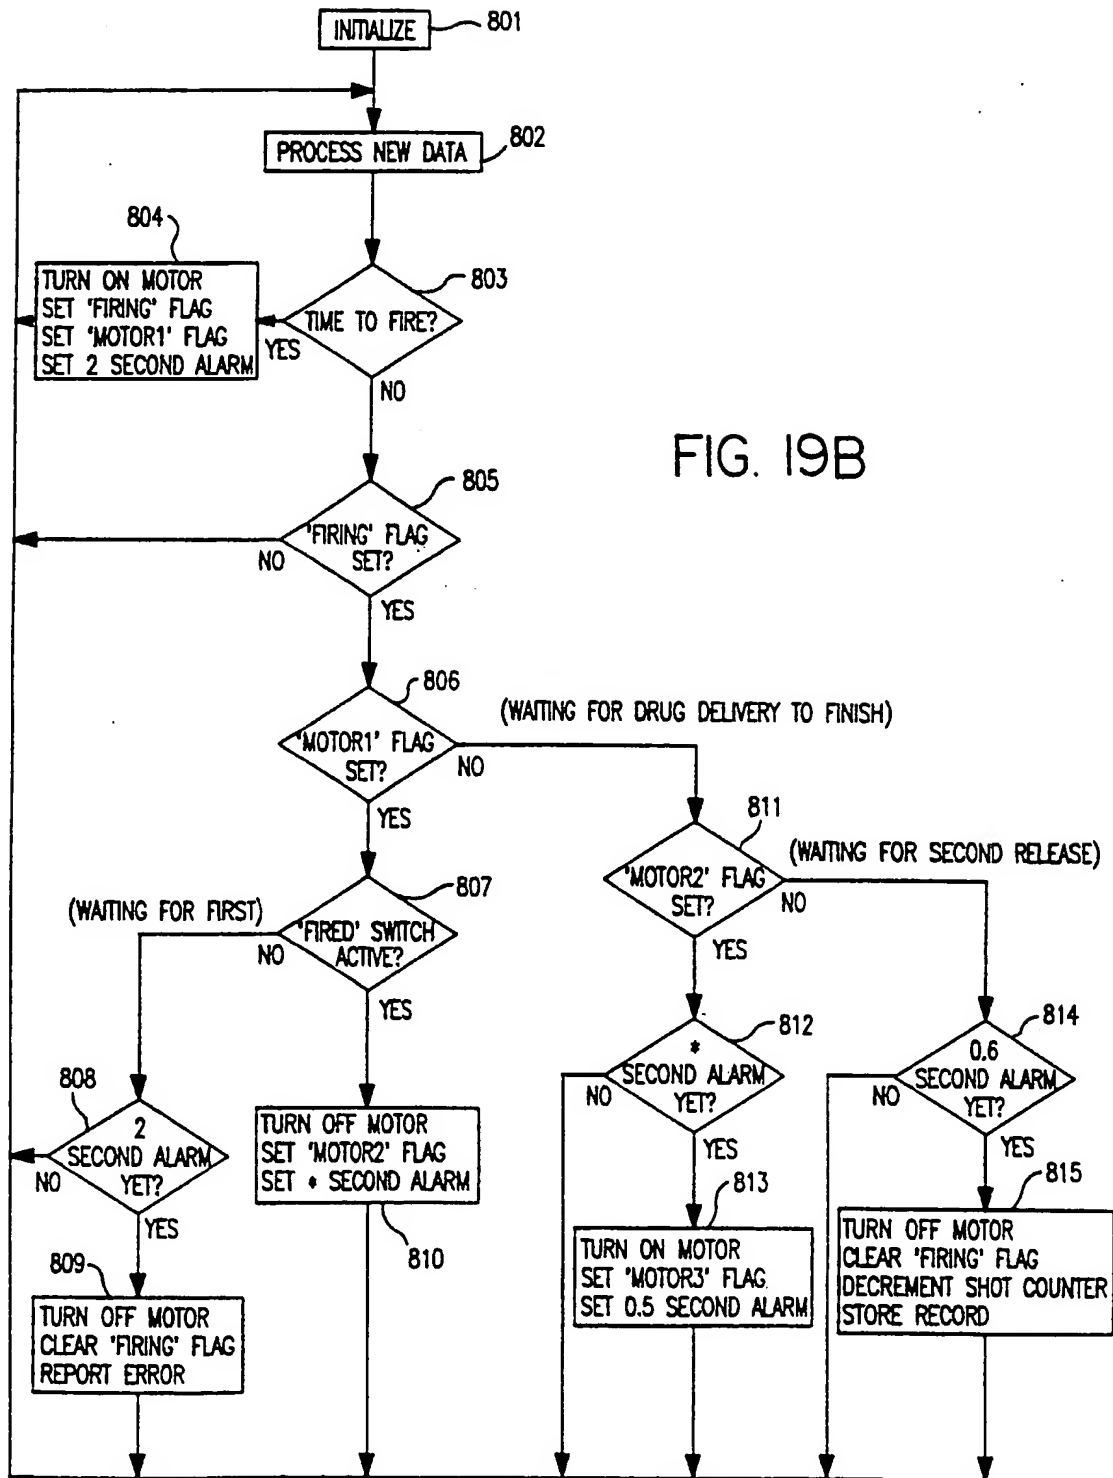 INITIALIZE
801
PROCESS NEW DATA
802
804
TURN ON MOTOR
SET 'FIRING' FLAG
SET 'MOTOR1' FLAG
SET 2 SECOND ALARM
803
TIME TO FIRE?
YES
NO
FIG. 19B
805
'FIRING' FLAG
SET?
NO
YES
806
'MOTOR1' FLAG
SET?
(WAITING FOR DRUG DELIVERY TO FINISH)
NO
YES
811
'MOTOR2' FLAG
SET?
(WAITING FOR SECOND RELEASE)
NO
YES
807
(WAITING FOR FIRST)
'FIRED' SWITCH
ACTIVE?
NO
YES
812
*
SECOND ALARM
YET?
NO
YES
814
0.6
SECOND ALARM
YET?
NO
YES
808
2
SECOND ALARM
YET?
NO
YES
TURN OFF MOTOR
SET 'MOTOR2' FLAG
SET * SECOND ALARM
810
813
TURN ON MOTOR
SET 'MOTOR3' FLAG
SET 0.5 SECOND ALARM
815
TURN OFF MOTOR
CLEAR 'FIRING' FLAG
DECREMENT SHOT COUNTER
STORE RECORD
809
TURN OFF MOTOR
CLEAR 'FIRING' FLAG
REPORT ERROR